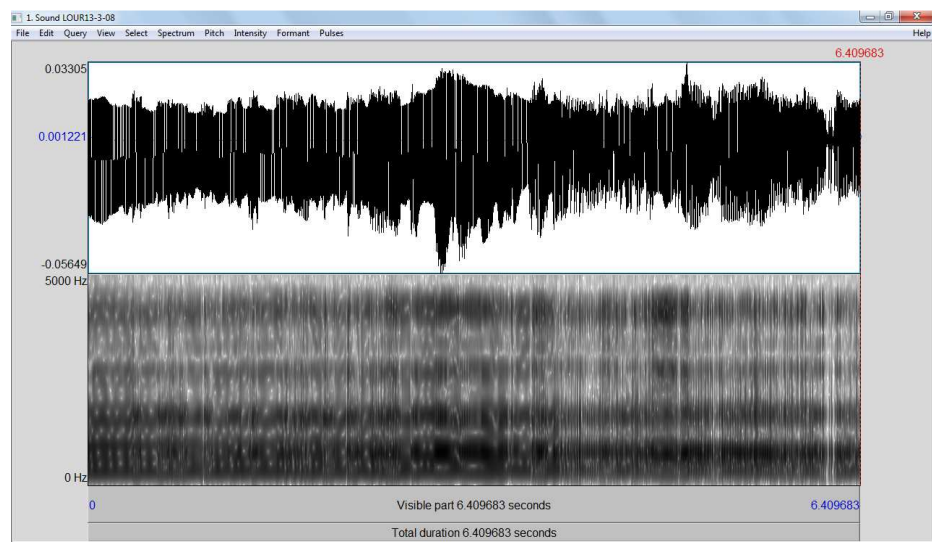 1. Sound LOUR13-3-08
File Edit Query View Select Spectrum Pitch Intensity Formant Pulses Help
6.409683
0.03305
0.001221
-0.05649
5000 Hz
0 Hz
0 Visible part 6.409683 seconds 6.409683
Total duration 6.409683 seconds